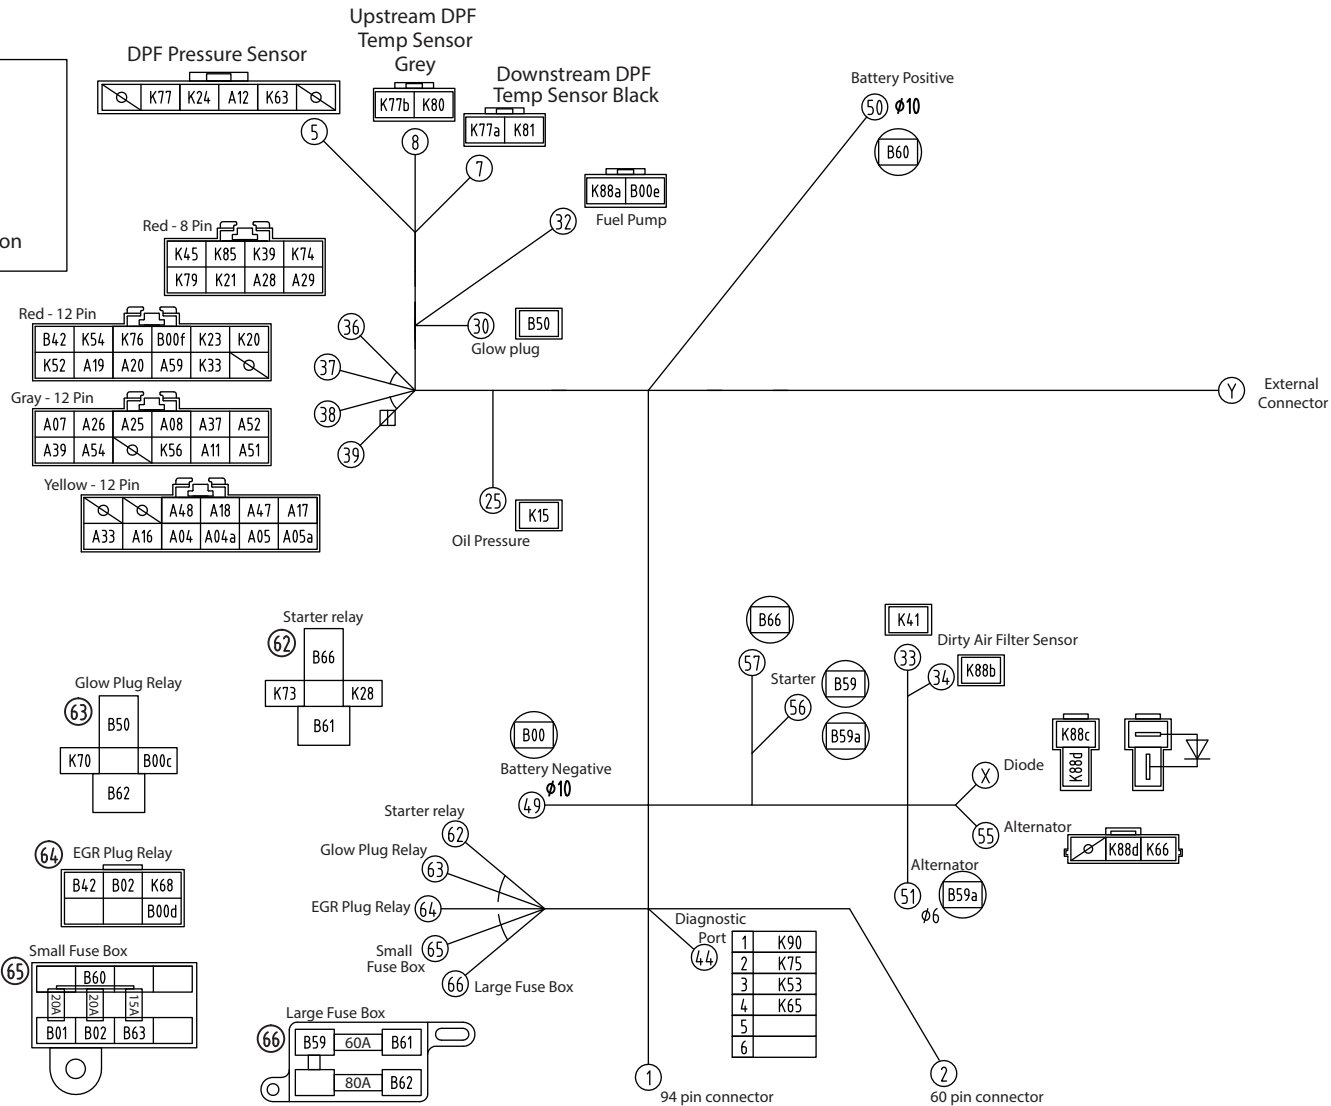 Upstream DPF
Temp Sensor
Grey
DPF Pressure Sensor
K77 K24 A12 K63
K77b K80
Downstream DPF
Temp Sensor Black
K77a K81
5
8
7
Battery Positive
50 ϕ10
B60
K88a B00e
Fuel Pump
32
on
Red - 8 Pin
K45 K85 K39 K74
K79 K21 A28 A29
Red - 12 Pin
B42 K54 K76 B00f K23 K20
K52 A19 A20 A59 K33
36
37
38
39
30
B50
Glow plug
Gray - 12 Pin
A07 A26 A25 A08 A37 A52
A39 A54 K56 A11 A51
Y
External
Connector
Yellow - 12 Pin
A48 A18 A47 A17
A33 A16 A04 A04a A05 A05a
25
K15
Oil Pressure
Starter relay
62
B66
K73 K28
B61
Glow Plug Relay
63
B50
K70 B00c
B62
B66
57
Starter
56
B59
B59a
K41
33
Dirty Air Filter Sensor
34
K88b
B00
Battery Negative
ϕ10
49
K88c
K88d
X
Diode
55
Alternator
K88d K66
Alternator
51
ϕ6
B59a
64
EGR Plug Relay
B42 B02 K68
B00d
Starter relay
62
Glow Plug Relay
63
EGR Plug Relay
64
Small
Fuse Box
65
66
Large Fuse Box
Diagnostic
Port
44
1 K90
2 K75
3 K53
4 K65
5
6
Small Fuse Box
65
B60
20A 20A 15A
B01 B02 B63
Large Fuse Box
66
B59 60A B61
80A B62
1
94 pin connector
2
60 pin connector